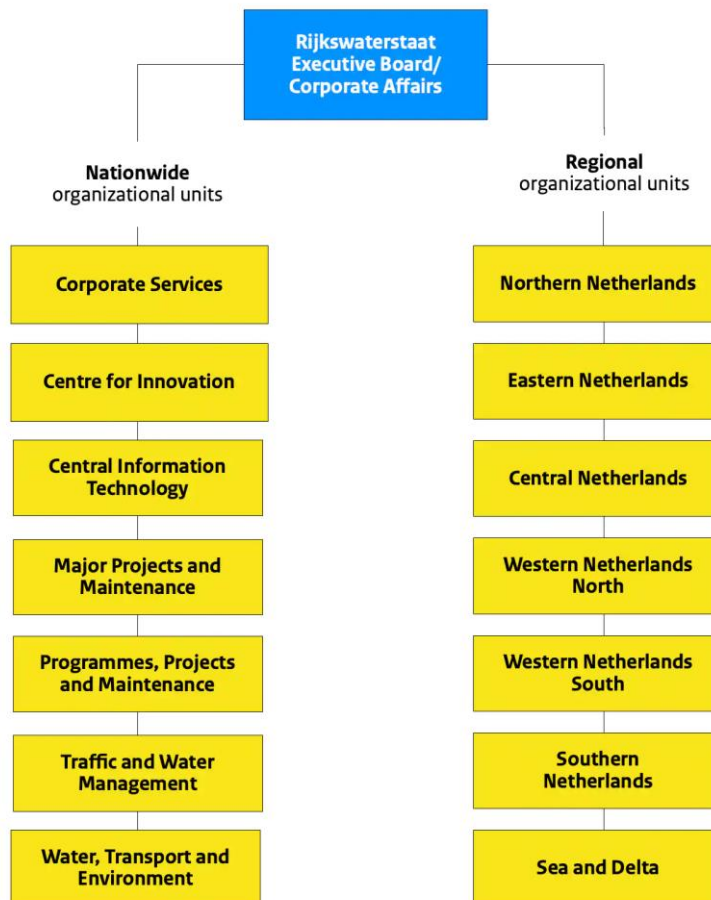 Rijkswaterstaat
Executive Board/
Corporate Affairs
Nationwide
organizational units
Corporate Services
Centre for Innovation
Central Information
Technology
Major Projects and
Maintenance
Programmes, Projects
and Maintenance
Traffic and Water
Management
Water, Transport and
Environment
Regional
organizational units
Northern Netherlands
Eastern Netherlands
Central Netherlands
Western Netherlands
North
Western Netherlands
South
Southern
Netherlands
Sea and Delta